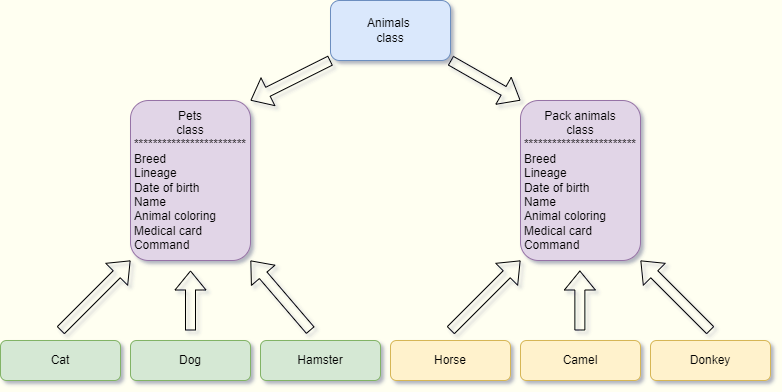 Animals
class
Pets
class
************************
Breed
Lineage
Date of birth
Name
Animal coloring
Medical card
Command
Pack animals
class
************************
Breed
Lineage
Date of birth
Name
Animal coloring
Medical card
Command
Cat
Dog
Hamster
Horse
Camel
Donkey